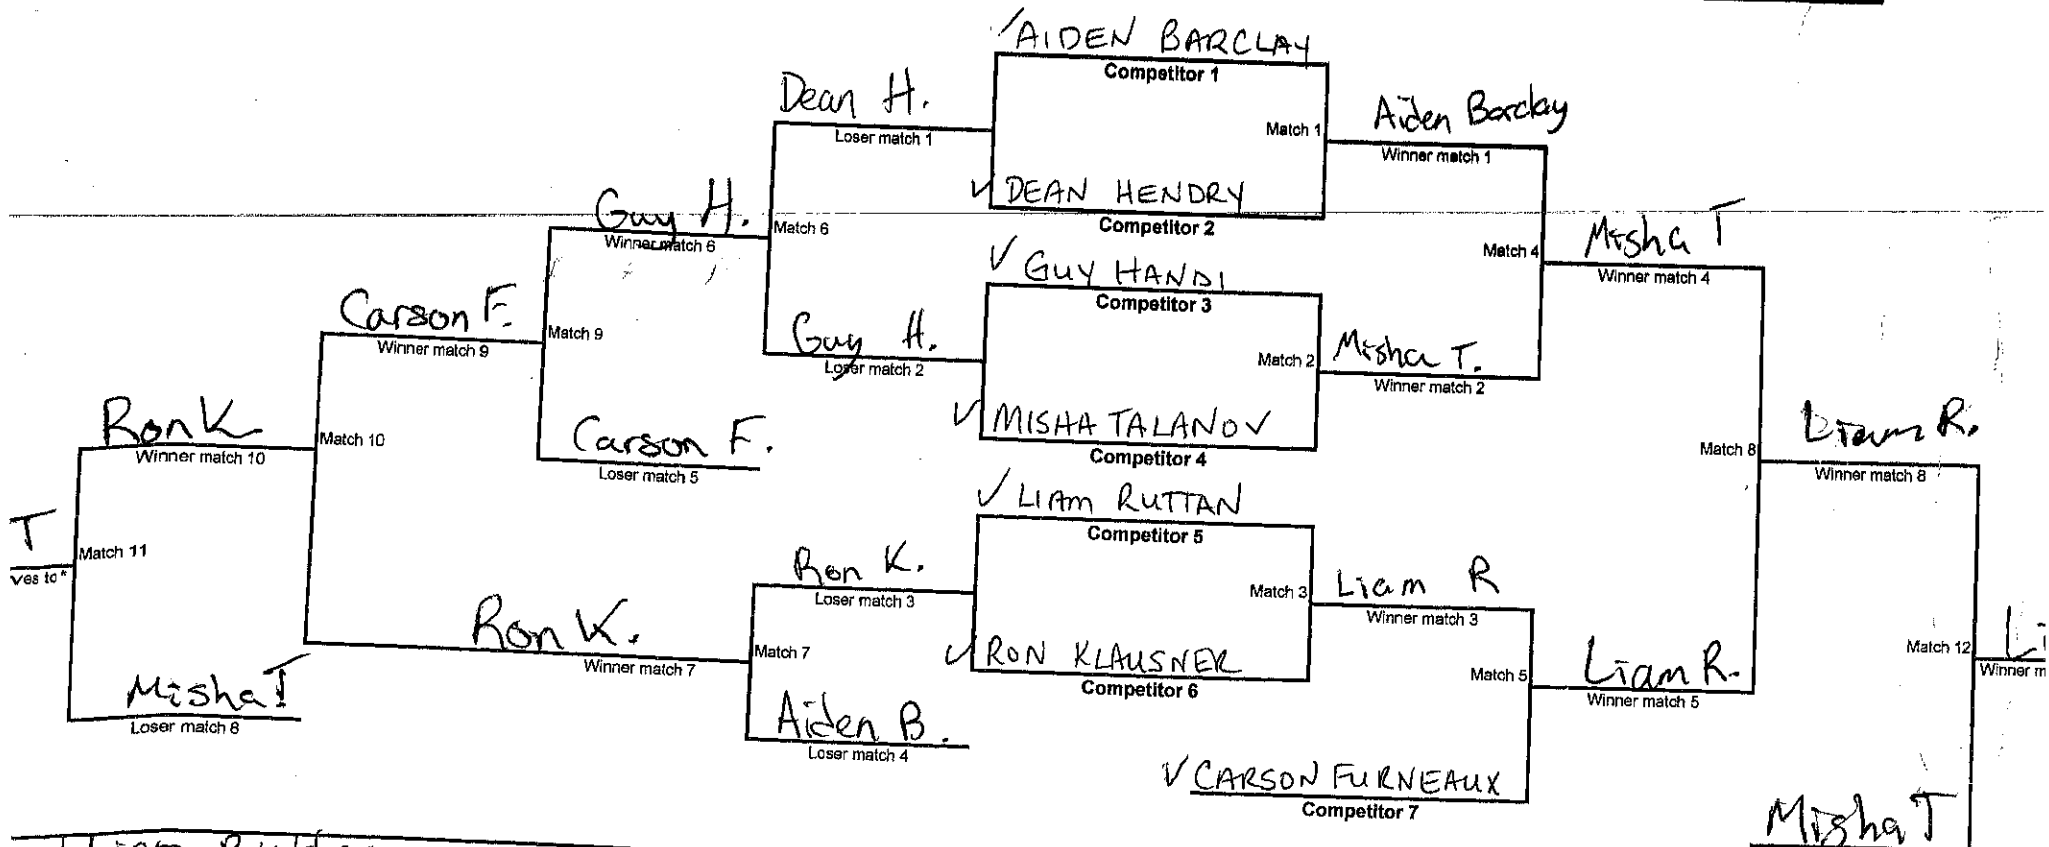 AIDEN BARCLAY
Competitor 1
Dean H.
Loser match 1
Match 1
Aiden Barclay
Winner match 1
DEAN HENDRY
Competitor 2
Guy H.
Winner match 6
Match 6
GUY HANDI
Competitor 3
Match 4
Misha T
Winner match 4
Carson F.
Winner match 9
Match 9
Guy H.
Loser match 2
Match 2
Misha T.
Winner match 2
MISHA TALANOV
Competitor 4
Ron K
Winner match 10
Match 10
Carson F.
Loser match 5
Match 8
Liam R.
Winner match 8
LIAM RUTTAN
Competitor 5
T
ves to*
Match 11
Ron K.
Loser match 3
Match 3
Liam R
Winner match 3
Ron K.
Winner match 7
Match 7
RON KLAUSNER
Competitor 6
Match 5
Liam R.
Winner match 5
Match 12
Li
Winner m
Misha T
Loser match 8
Aiden B.
Loser match 4
CARSON FURNEAUX
Competitor 7
Misha T